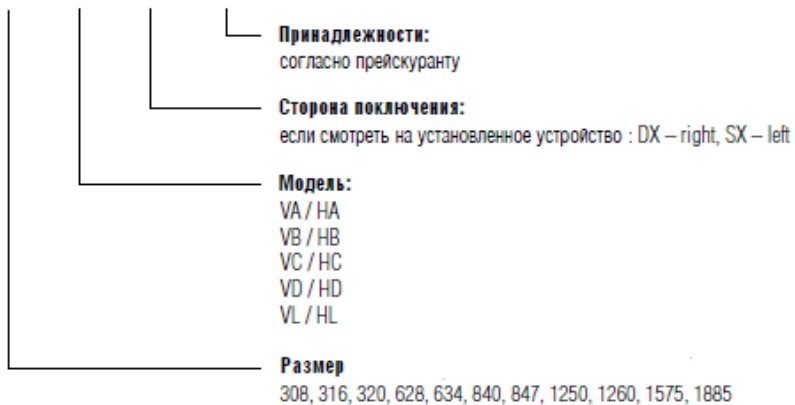 Принадлежности:
согласно прейскуранту
Сторона поключения:
если смотреть на установленное устройство : DX – right, SX – left
Модель:
VA / HA
VB / HB
VC / HC
VD / HD
VL / HL
Размер
308, 316, 320, 628, 634, 840, 847, 1250, 1260, 1575, 1885